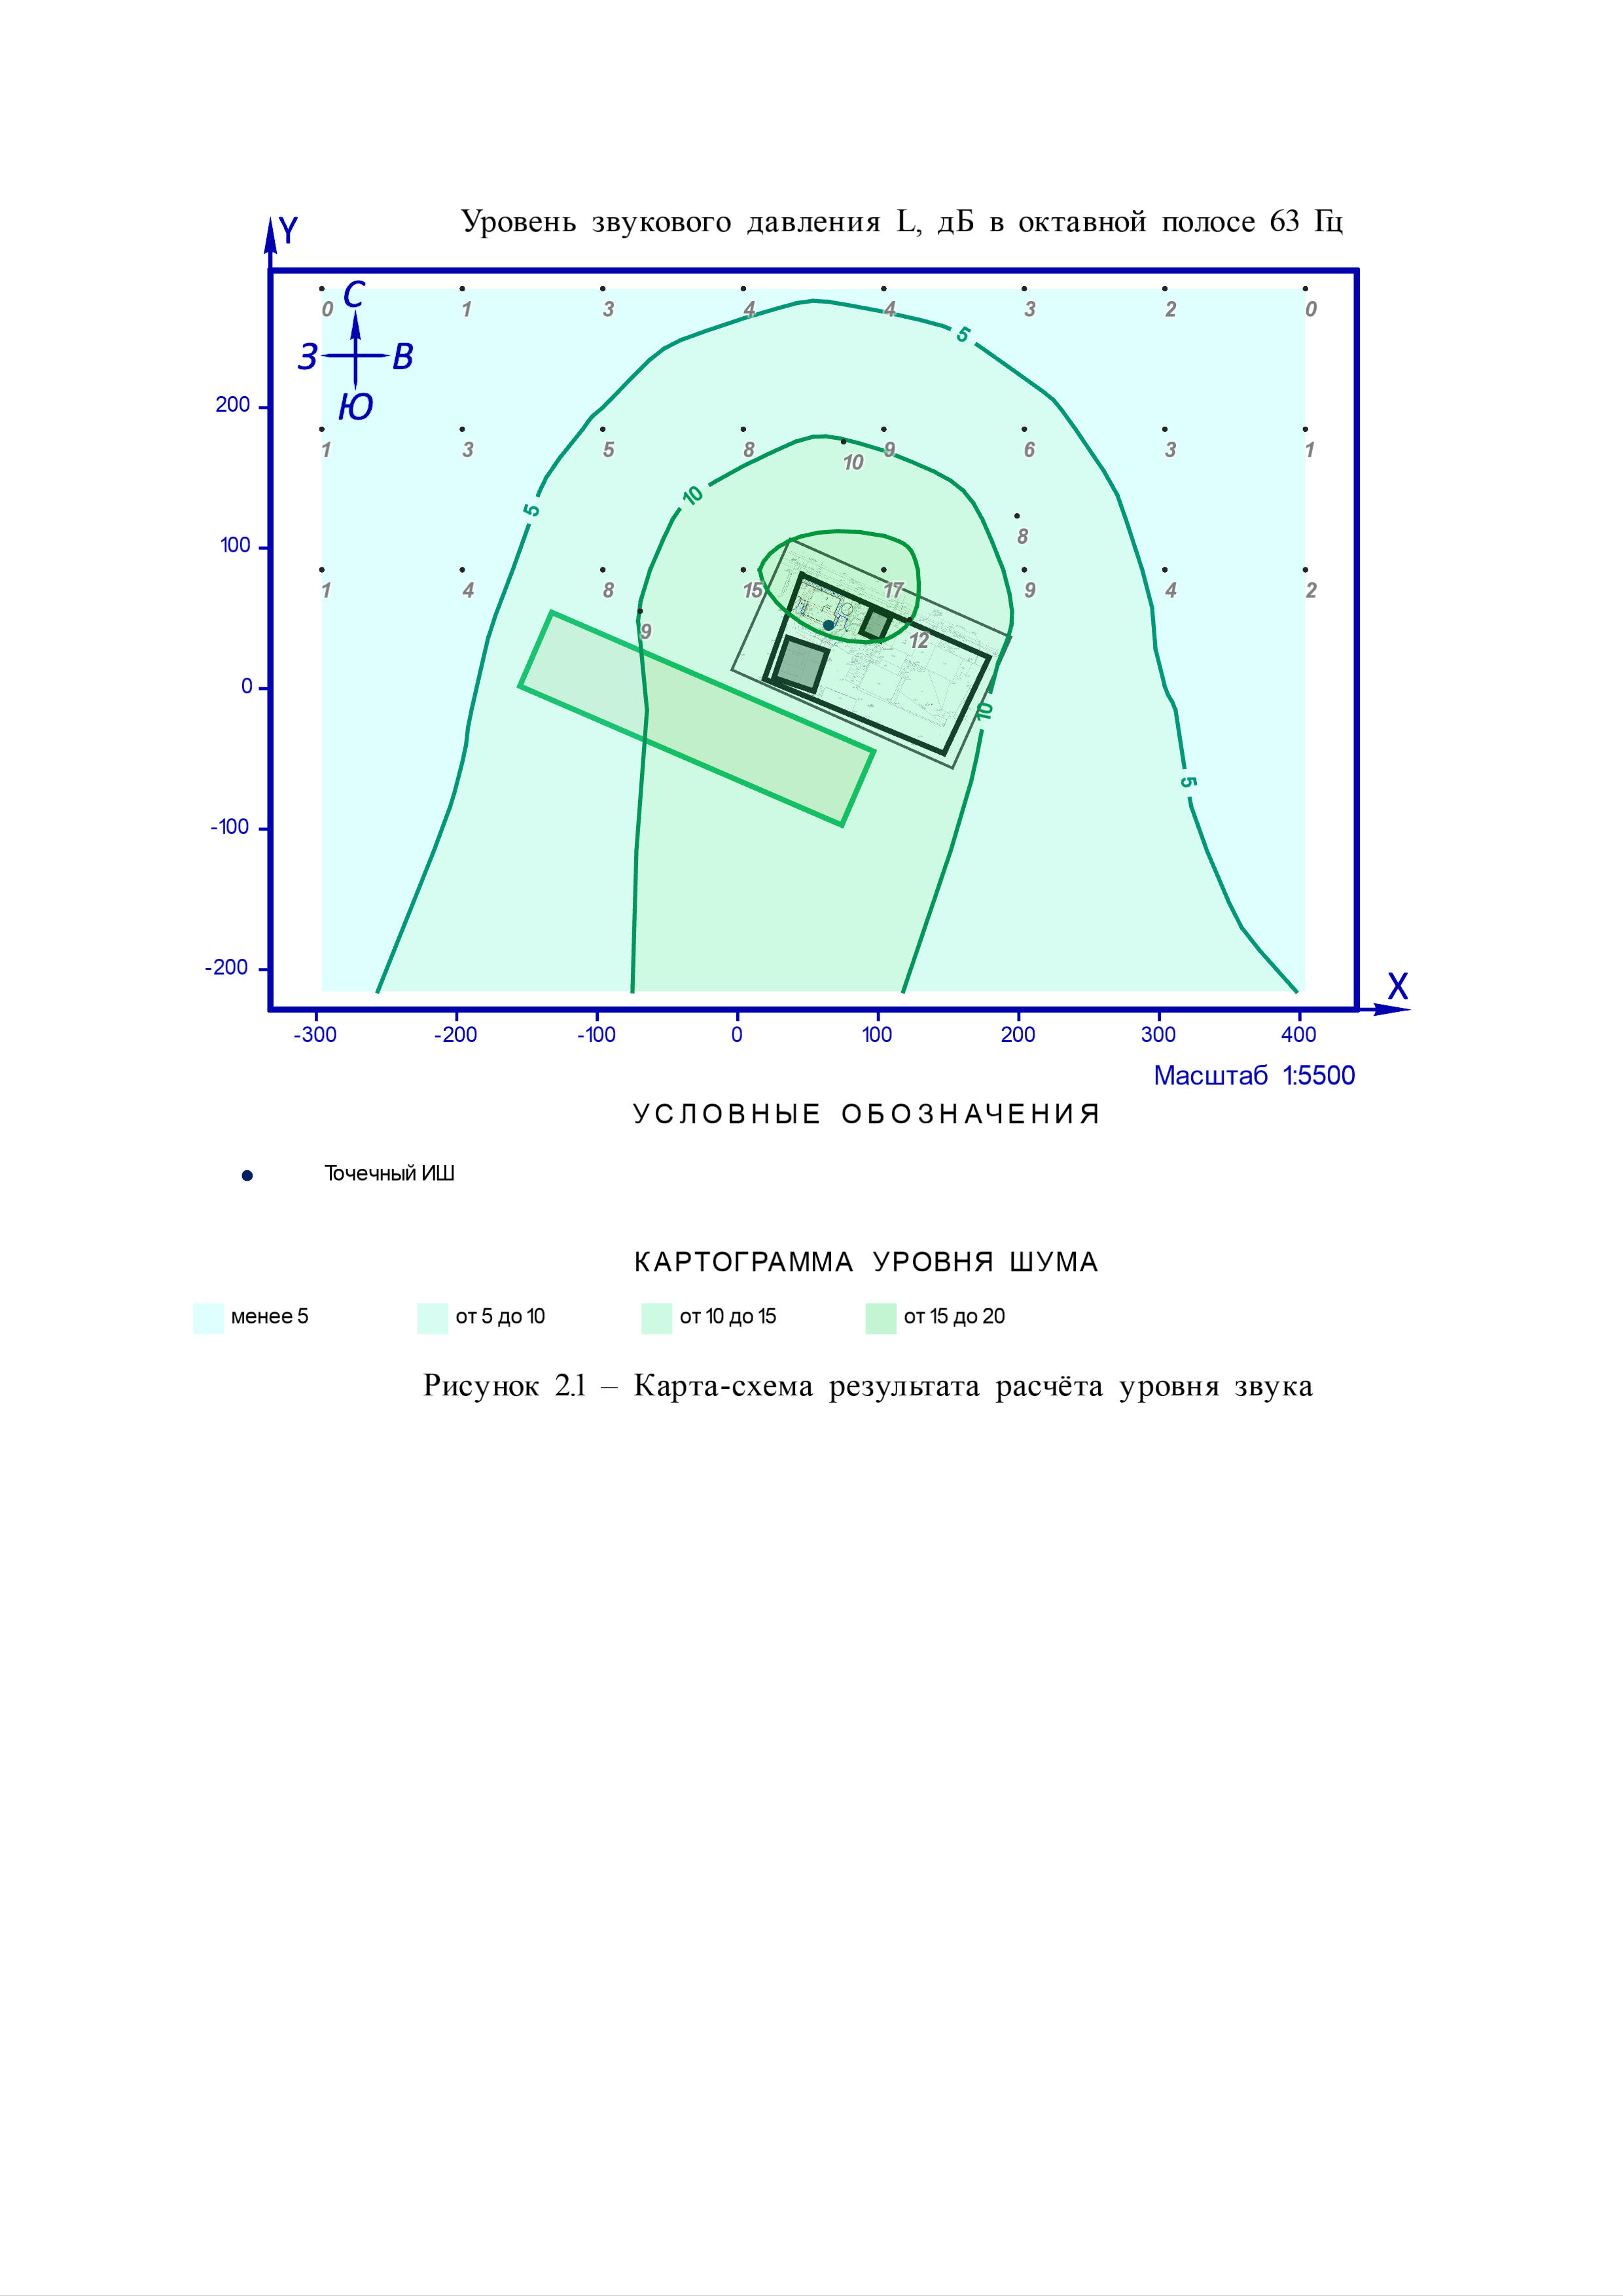 Уровень звукового давления L, дБ в октавной полосе 63 Гц
Y
С
0 1 3 4 4 3 2 0
5
З В
Ю
200
1 3 5 8 9 6 3 1
10
10
5
8
100
1 4 8 15 17 9 4 2
9 12
0
10
5
-100
-200
X
-300 -200 -100 0 100 200 300 400
Масштаб 1:5500
УСЛОВНЫЕ ОБОЗНАЧЕНИЯ
Точечный ИШ
КАРТОГРАММА УРОВНЯ ШУМА
менее 5 от 5 до 10 от 10 до 15 от 15 до 20
Рисунок 2.1 – Карта-схема результата расчёта уровня звука